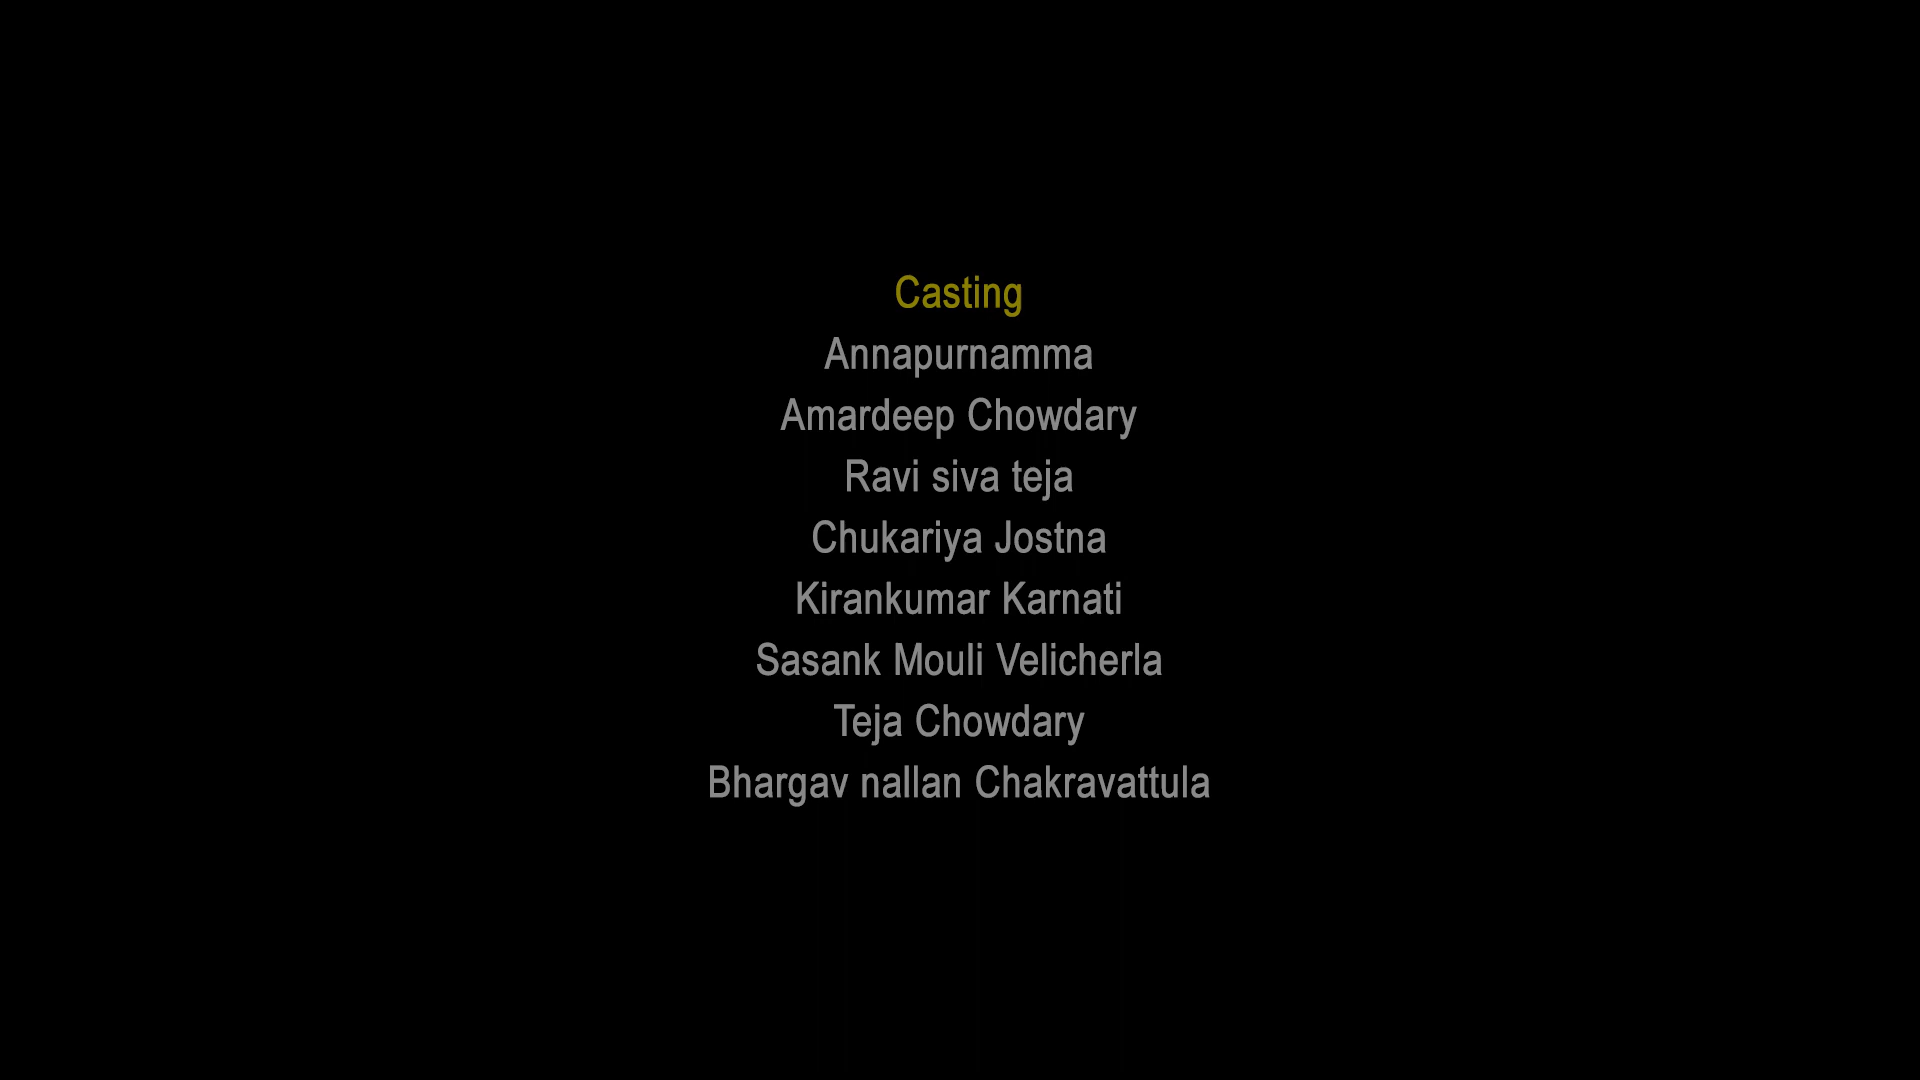 Casting
Annapurnamma
Amardeep Chowdary
Ravi siva teja
Chukariya Jostna
Kirankumar Karnati
Sasank Mouli Velicherla
Teja Chowdary
Bhargav nallan Chakravattula